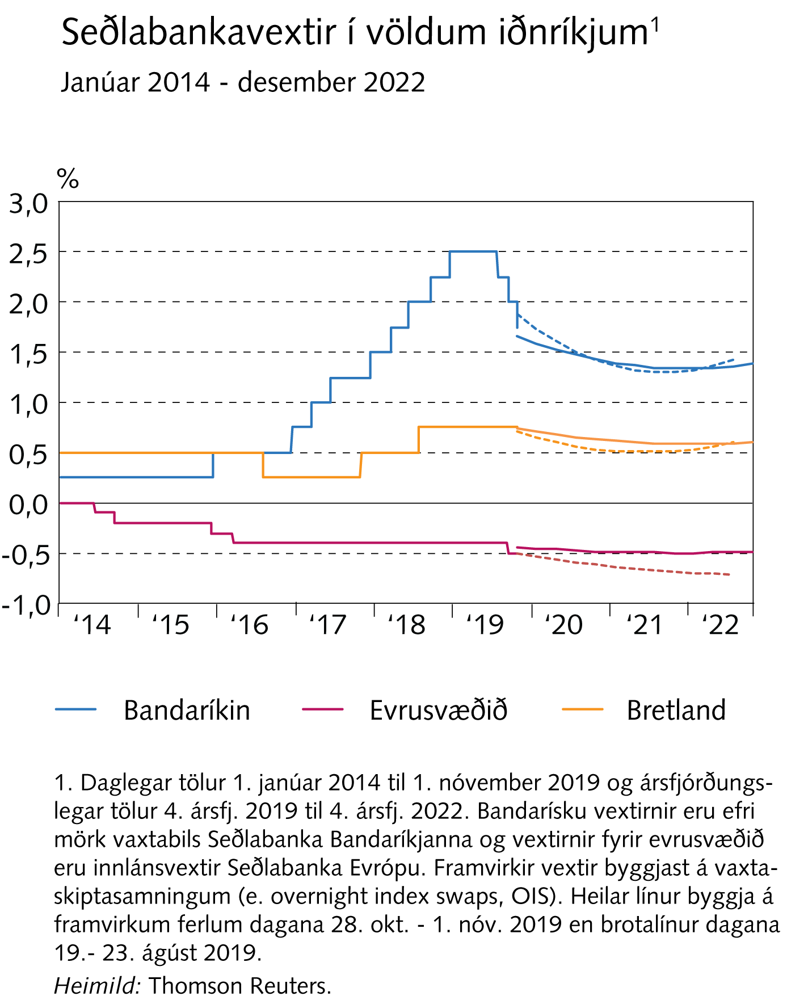 Seðlabankavextir í völdum iðnríkjum¹
Janúar 2014 - desember 2022
%
3,0
2,5
2,0
1,5
1,0
0,5
0,0
-0,5
-1,0
‘14 ‘15 ‘16 ‘17 ‘18 ‘19 ‘20 ‘21 ‘22
Bandaríkin Evrusvæðið Bretland
1. Daglegar tölur 1. janúar 2014 til 1. nóvember 2019 og ársfjórðungs-
legar tölur 4. ársfj. 2019 til 4. ársfj. 2022. Bandarísku vextirnir eru efri
mörk vaxtabils Seðlabanka Bandaríkjanna og vextirnir fyrir evrusvæðið
eru innlánsvextir Seðlabanka Evrópu. Framvirkir vextir byggjast á vaxta-
skiptasamningum (e. overnight index swaps, OIS). Heilar línur byggja á
framvirkum ferlum dagana 28. okt. - 1. nóv. 2019 en brotalínur dagana
19.- 23. ágúst 2019.
Heimild: Thomson Reuters.